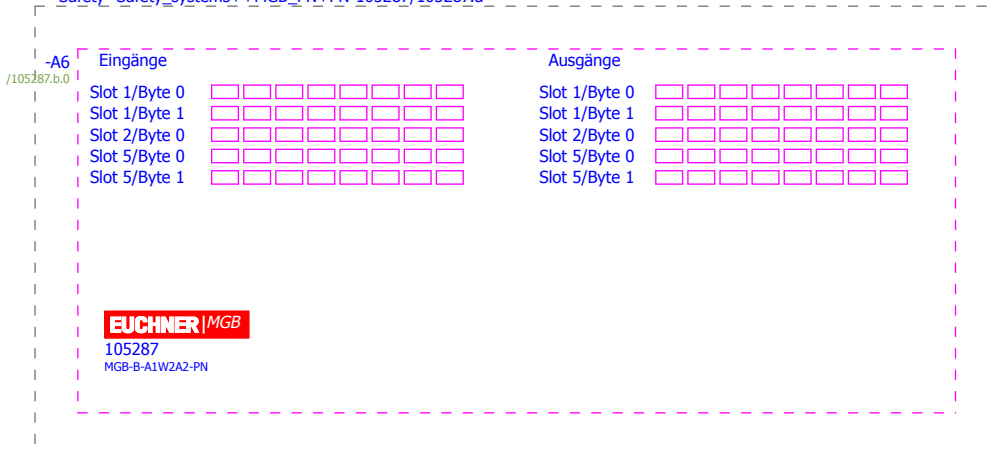 -A6
/105287.b.0
Eingänge
Slot 1/Byte 0
Slot 1/Byte 1
Slot 2/Byte 0
Slot 5/Byte 0
Slot 5/Byte 1
Ausgänge
Slot 1/Byte 0
Slot 1/Byte 1
Slot 2/Byte 0
Slot 5/Byte 0
Slot 5/Byte 1
EUCHNER|MGB
105287
MGB-B-A1W2A2-PN